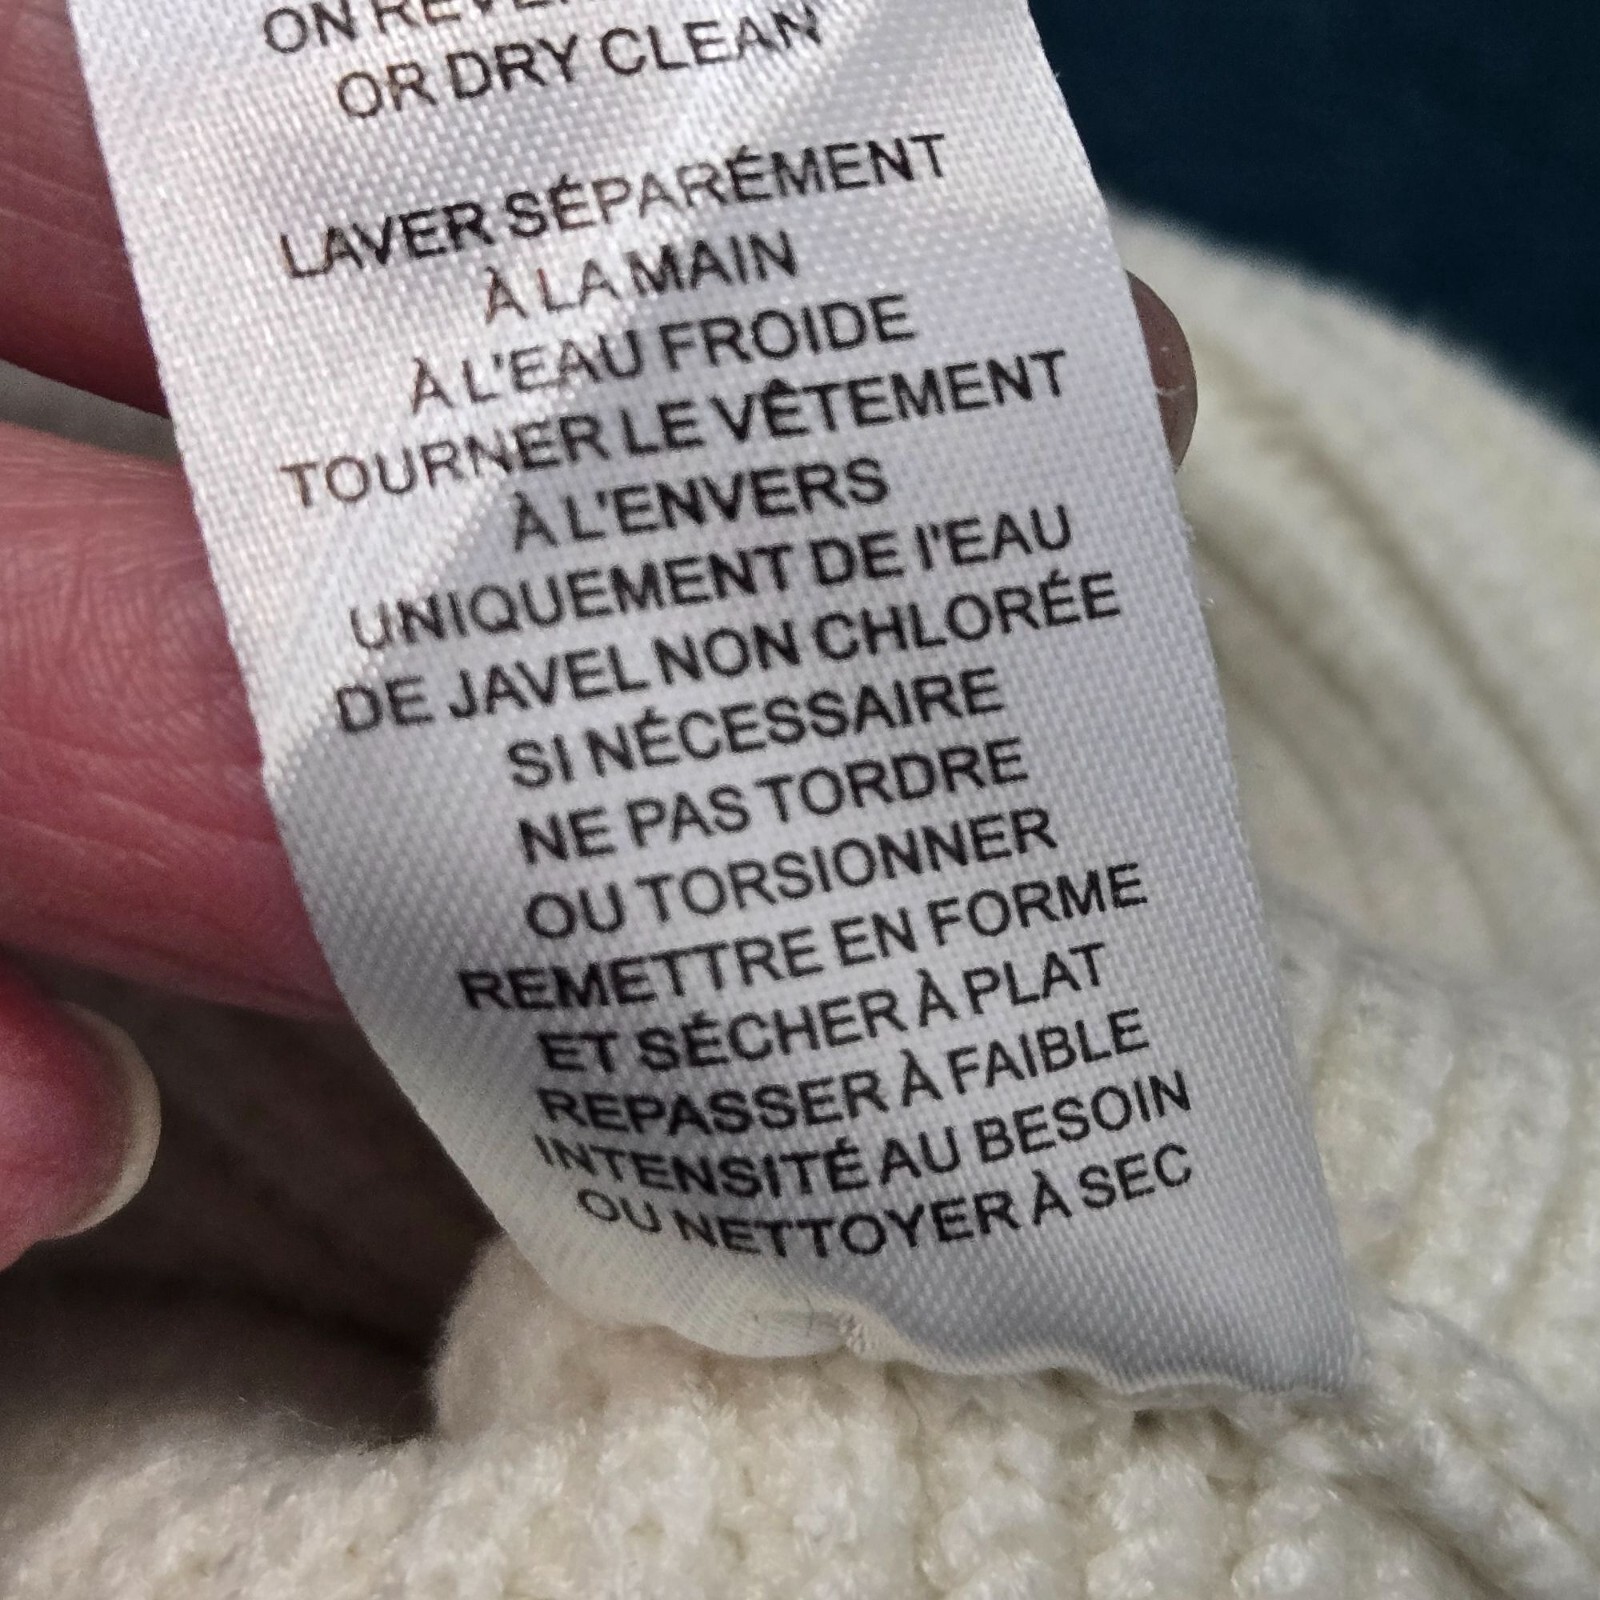 ON REVE
OR DRY CLEAN
LAVER SÉPARÉMENT
À LA MAIN
À L'EAU FROIDE
TOURNER LE VÊTEMENT
À L'ENVERS
UNIQUEMENT DE l'EAU
DE JAVEL NON CHLORÉE
SI NÉCESSAIRE
NE PAS TORDRE
OU TORSIONNER
REMETTRE EN FORME
ET SÉCHER À PLAT
REPASSER À FAIBLE
INTENSITÉ AU BESOIN
OU NETTOYER À SEC